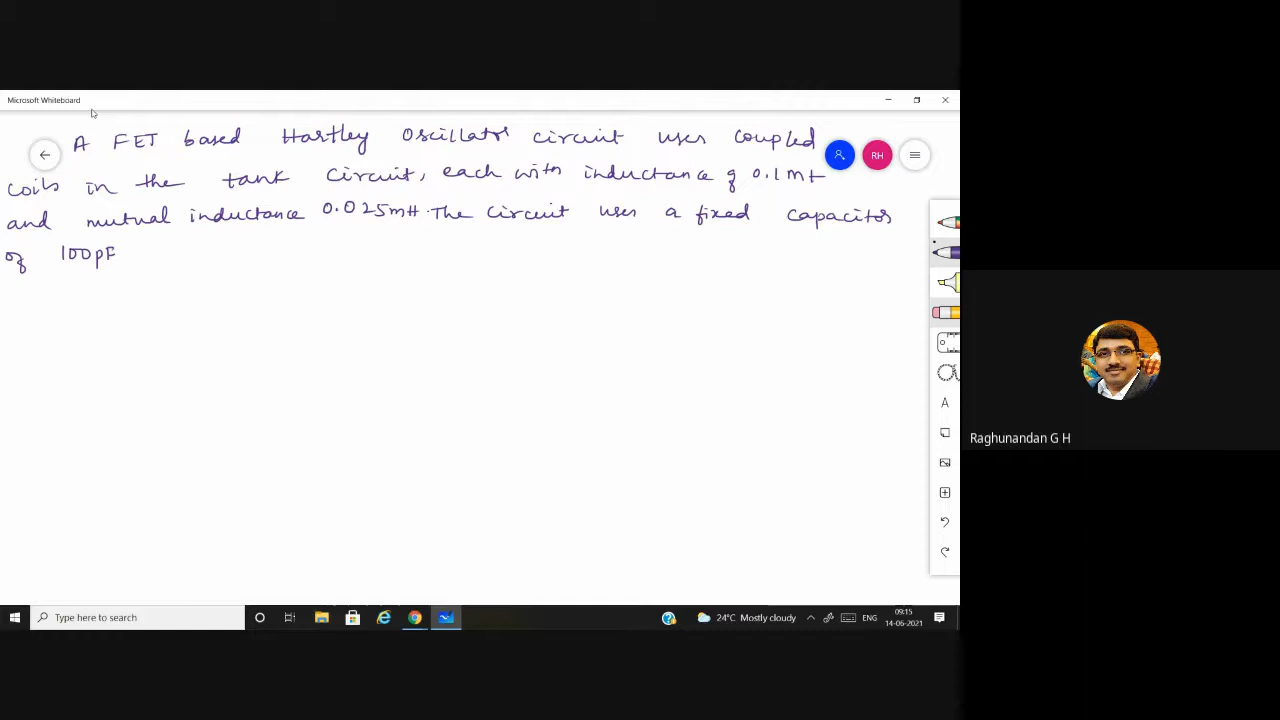 Microsoft Whiteboard
A FET based Hartley Oscillator circuit uses coupled
RH
coils in the tank circuit, each with inductance of 0.1mH
and mutual inductance 0.025mH. The circuit uses a fixed capacitor
of 100pF
A
Raghunandan G H
Type here to search
24°C Mostly cloudy
ENG
09:15
14-06-2021